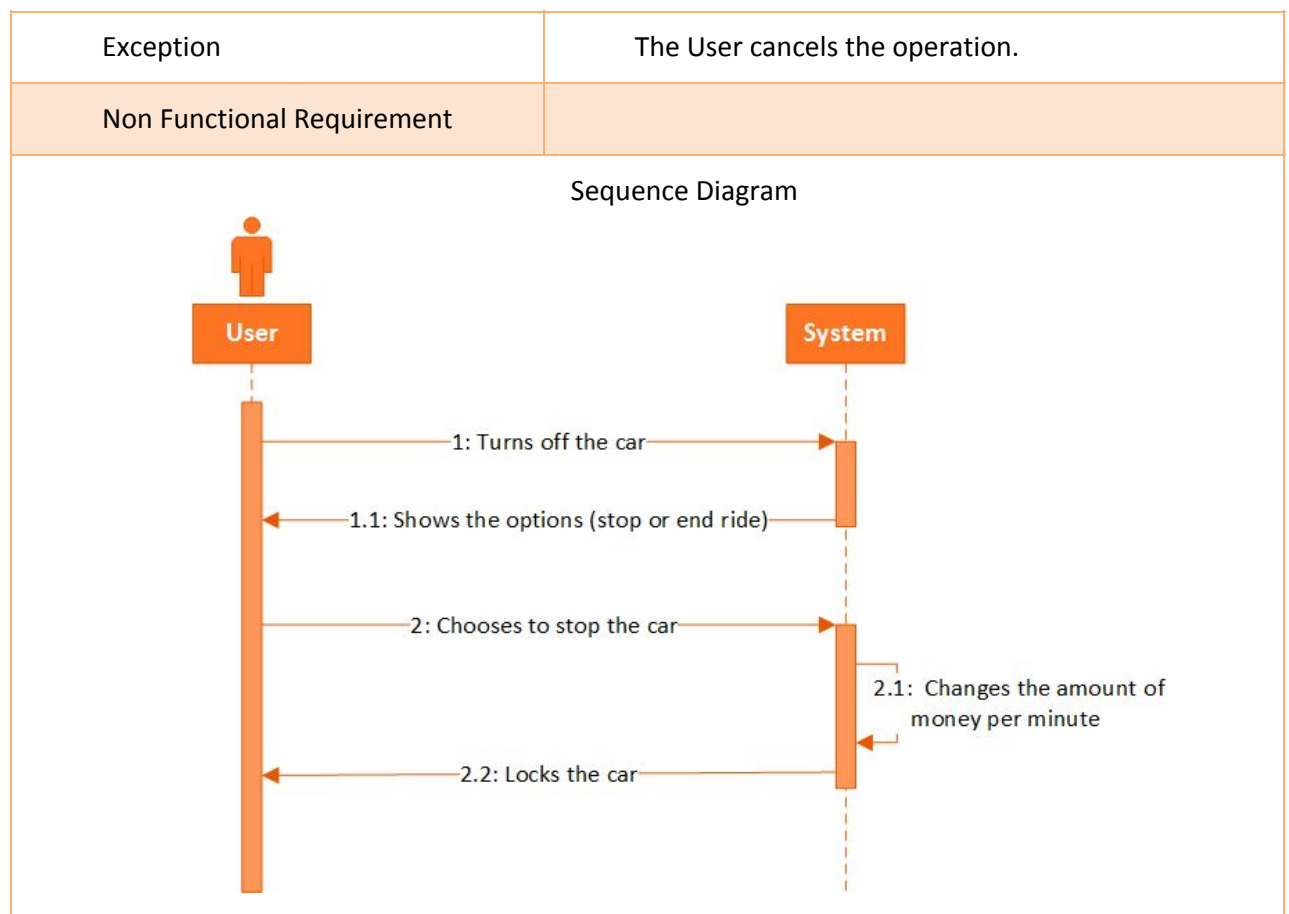 Exception The User cancels the operation.
Non Functional Requirement
Sequence Diagram
User System
1: Turns off the car
1.1: Shows the options (stop or end ride)
2: Chooses to stop the car
2.1: Changes the amount of
money per minute
2.2: Locks the car